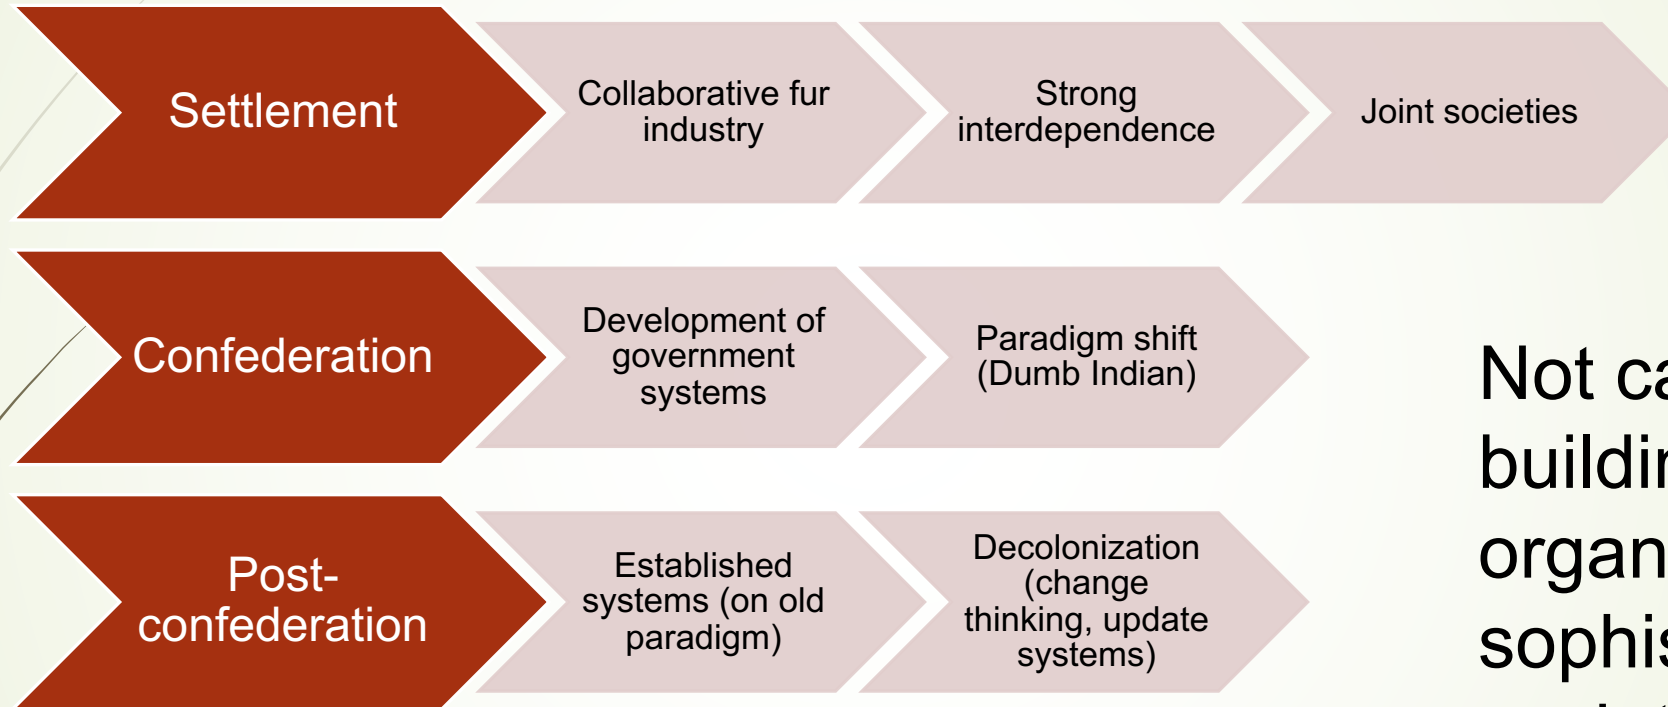 Settlement
Collaborative fur
industry
Strong
interdependence
Joint societies
Confederation
Development of
government
systems
Paradigm shift
(Dumb Indian)
Post-
confederation
Established
systems (on old
paradigm)
Decolonization
(change
thinking, update
systems)
Not